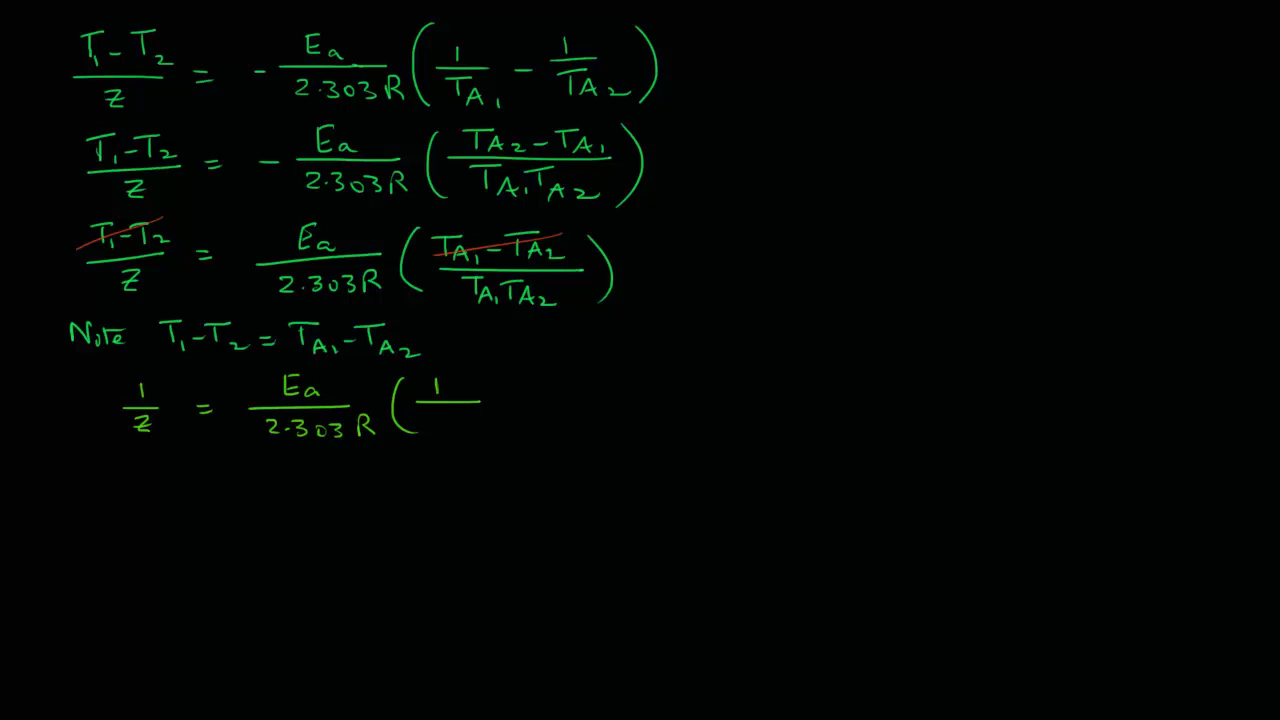 T₁-T₂/Z = - Ea/2.303R (1/TA₁ - 1/TA₂)
T₁-T₂/Z = - Ea/2.303R (TA₂-TA₁/TA₁TA₂)
T₁-T₂/Z = Ea/2.303R (TA₁-TA₂/TA₁TA₂)
Note T₁-T₂ = TA₁-TA₂
1/Z = Ea/2.303R (1/